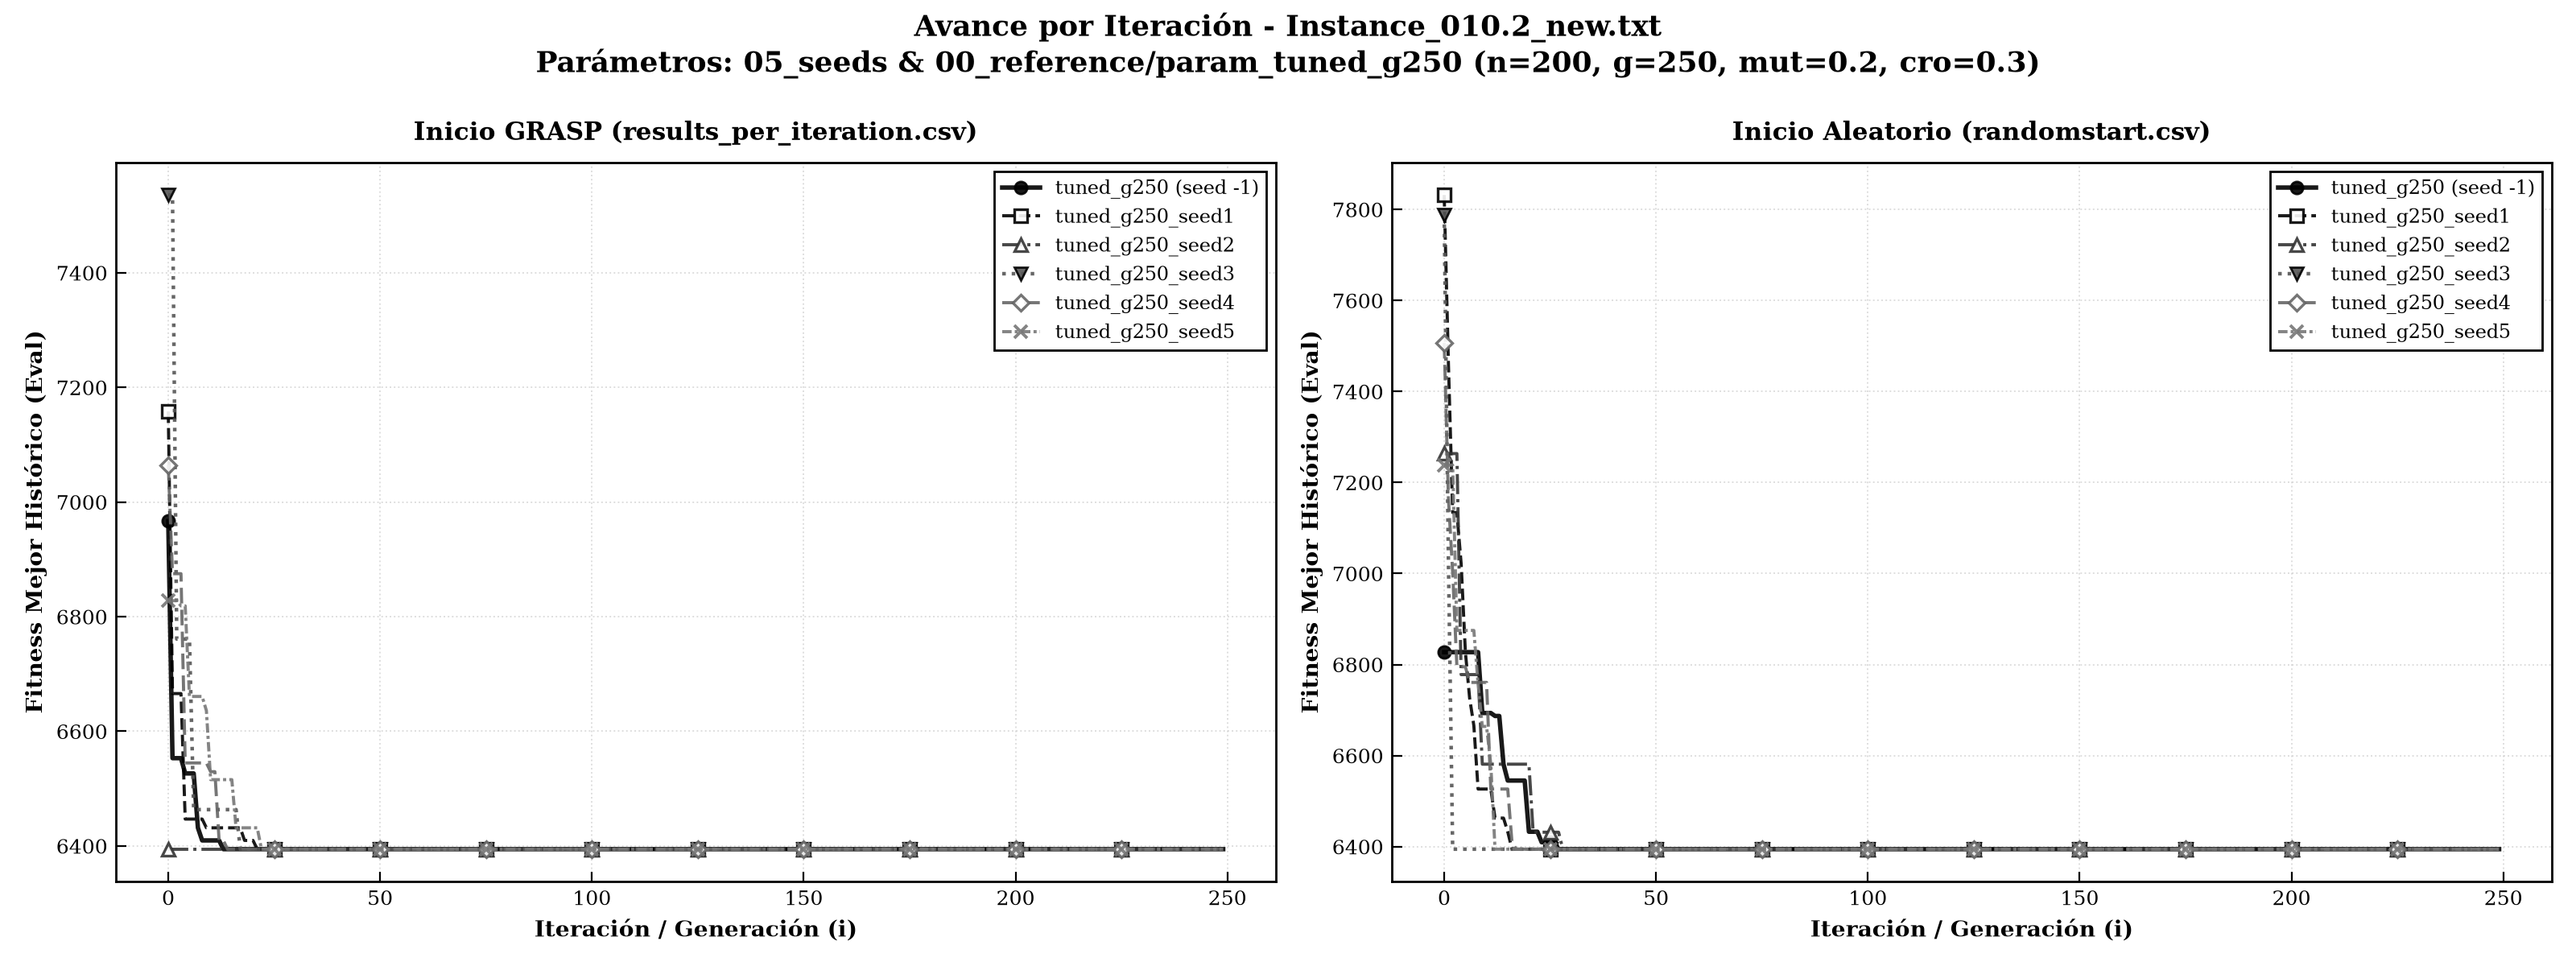 Avance por Iteración - Instance_010.2_new.txt
Parámetros: 05_seeds & 00_reference/param_tuned_g250 (n=200, g=250, mut=0.2, cro=0.3)
Inicio GRASP (results_per_iteration.csv)
Fitness Mejor Histórico (Eval)
7400
7200
7000
6800
6600
6400
0
50
100
150
200
250
Iteración / Generación (i)
tuned_g250 (seed -1)
tuned_g250_seed1
tuned_g250_seed2
tuned_g250_seed3
tuned_g250_seed4
tuned_g250_seed5
Inicio Aleatorio (randomstart.csv)
Fitness Mejor Histórico (Eval)
7800
7600
7400
7200
7000
6800
6600
6400
0
50
100
150
200
250
Iteración / Generación (i)
tuned_g250 (seed -1)
tuned_g250_seed1
tuned_g250_seed2
tuned_g250_seed3
tuned_g250_seed4
tuned_g250_seed5